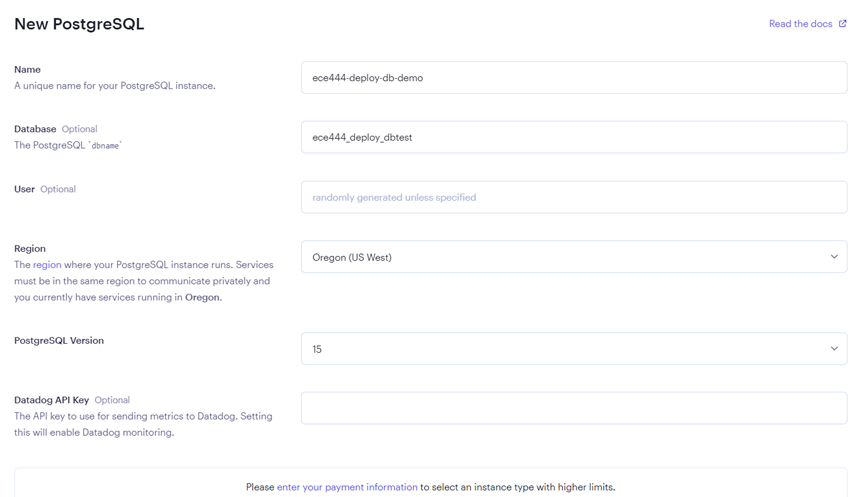 New PostgreSQL
Read the docs
Name
A unique name for your PostgreSQL instance.
ece444-deploy-db-demo
Database Optional
The PostgreSQL `dbname`
ece444_deploy_dbtest
User Optional
randomly generated unless specified
Region
The region where your PostgreSQL instance runs. Services
must be in the same region to communicate privately and
you currently have services running in Oregon.
Oregon (US West)
PostgreSQL Version
15
Datadog API Key Optional
The API key to use for sending metrics to Datadog. Setting
this will enable Datadog monitoring.
Please enter your payment information to select an instance type with higher limits.